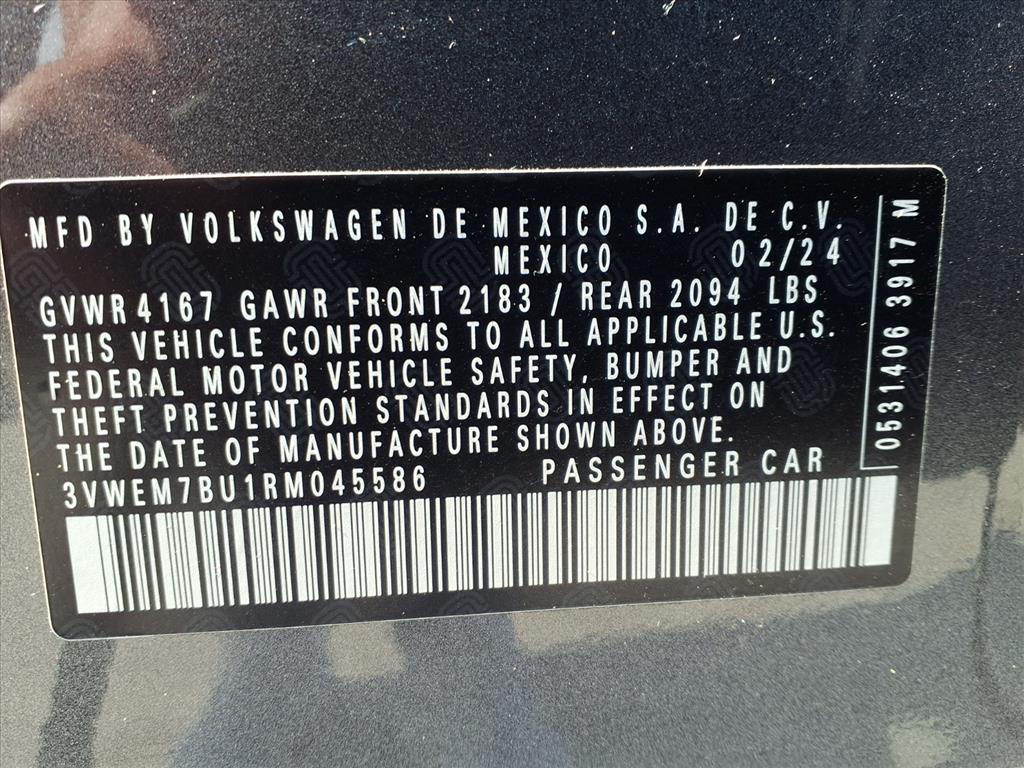 MFD BY VOLKSWAGEN DE MEXICO S.A. DE C.V.
MEXICO 02/24
GVWR 4167 GAWR FRONT 2183 / REAR 2094 LBS
THIS VEHICLE CONFORMS TO ALL APPLICABLE U.S.
FEDERAL MOTOR VEHICLE SAFETY, BUMPER AND
THEFT PREVENTION STANDARDS IN EFFECT ON
THE DATE OF MANUFACTURE SHOWN ABOVE.
3VWEM7BU1RM045586 PASSENGER CAR
0531406 3917 M